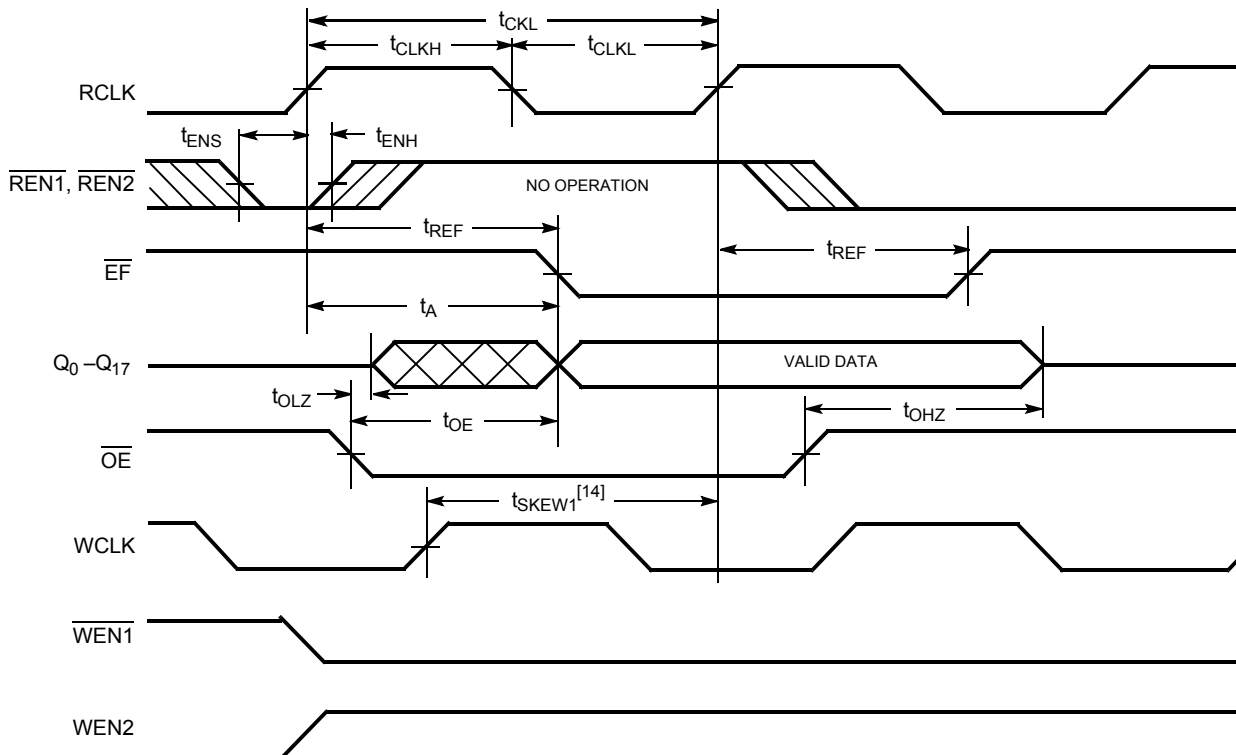 tCKL
tCLKH tCLKL
RCLK
tENS tENH
REN1, REN2
NO OPERATION
tREF
tREF
EF
tA
Q0 –Q17
VALID DATA
tOLZ
tOE
tOHZ
OE
tSKEW1[14]
WCLK
WEN1
WEN2